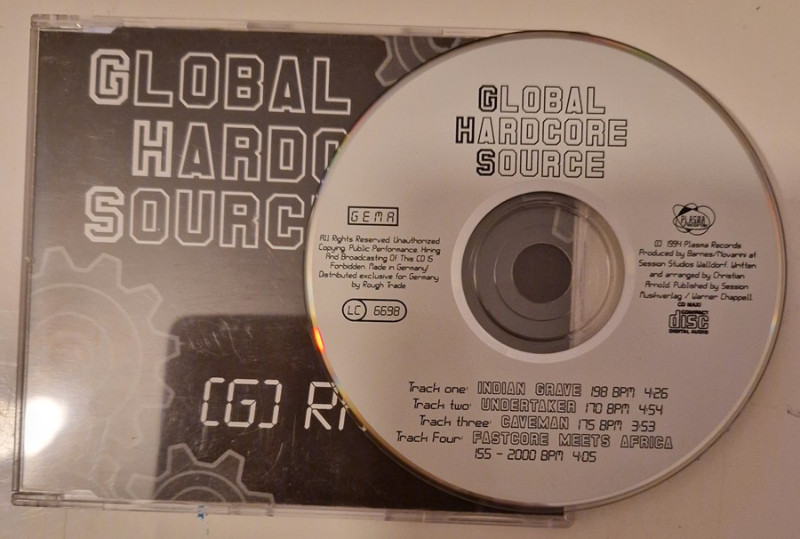 GLOBAL
HARDC
SOURC
[G] R
GLOBAL
HARDCORE
SOURCE
GEMA
All Rights Reserved. Unauthorized
Copying, Public Performance, Hiring
And Broadcasting Of This CD IS
Forbidden. Made in Germany!
Distributed exclusive for Germany
by Rough Trade
LC 6698
PLASMA
© 1994 Plasma Records
Produced by Barnes/Novarini at
Session Studios Walldorf. Written
and arranged by Christian
Arnold. Published by Session
Musikverlag / Warner Chappell.
CD MAXI
COMPACT
disc
DIGITAL AUDIO
Track one: INDIAN GRAVE 198 BPM 4:26
Track two: UNDERTAKER 170 BPM 4:54
Track three: CAVEMAN 175 BPM 3:53
Track Four: FASTCORE MEETS AFRICA
155 - 2000 BPM 4:05